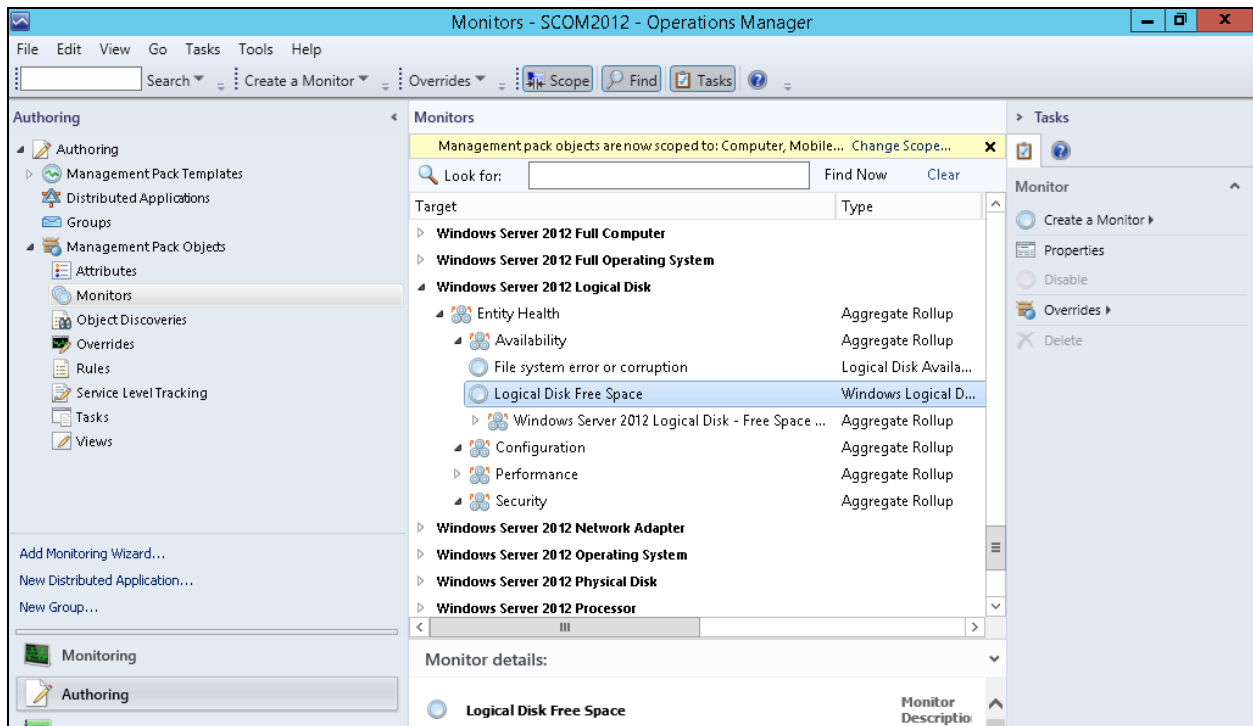 Monitors - SCOM2012 - Operations Manager
File Edit View Go Tasks Tools Help
Search Create a Monitor Overrides Scope Find Tasks
Authoring
Authoring
Management Pack Templates
Distributed Applications
Groups
Management Pack Objects
Attributes
Monitors
Object Discoveries
Overrides
Rules
Service Level Tracking
Tasks
Views
Add Monitoring Wizard...
New Distributed Application...
New Group...
Monitoring
Authoring
Monitors
Management pack objects are now scoped to: Computer, Mobile... Change Scope...
Look for: Find Now Clear
Target Type
Windows Server 2012 Full Computer
Windows Server 2012 Full Operating System
Windows Server 2012 Logical Disk
Entity Health Aggregate Rollup
Availability Aggregate Rollup
File system error or corruption Logical Disk Availa...
Logical Disk Free Space Windows Logical D...
Windows Server 2012 Logical Disk - Free Space ... Aggregate Rollup
Configuration Aggregate Rollup
Performance Aggregate Rollup
Security Aggregate Rollup
Windows Server 2012 Network Adapter
Windows Server 2012 Operating System
Windows Server 2012 Physical Disk
Windows Server 2012 Processor
Monitor details:
Logical Disk Free Space
Monitor
Descriptio
Tasks
Monitor
Create a Monitor
Properties
Disable
Overrides
Delete